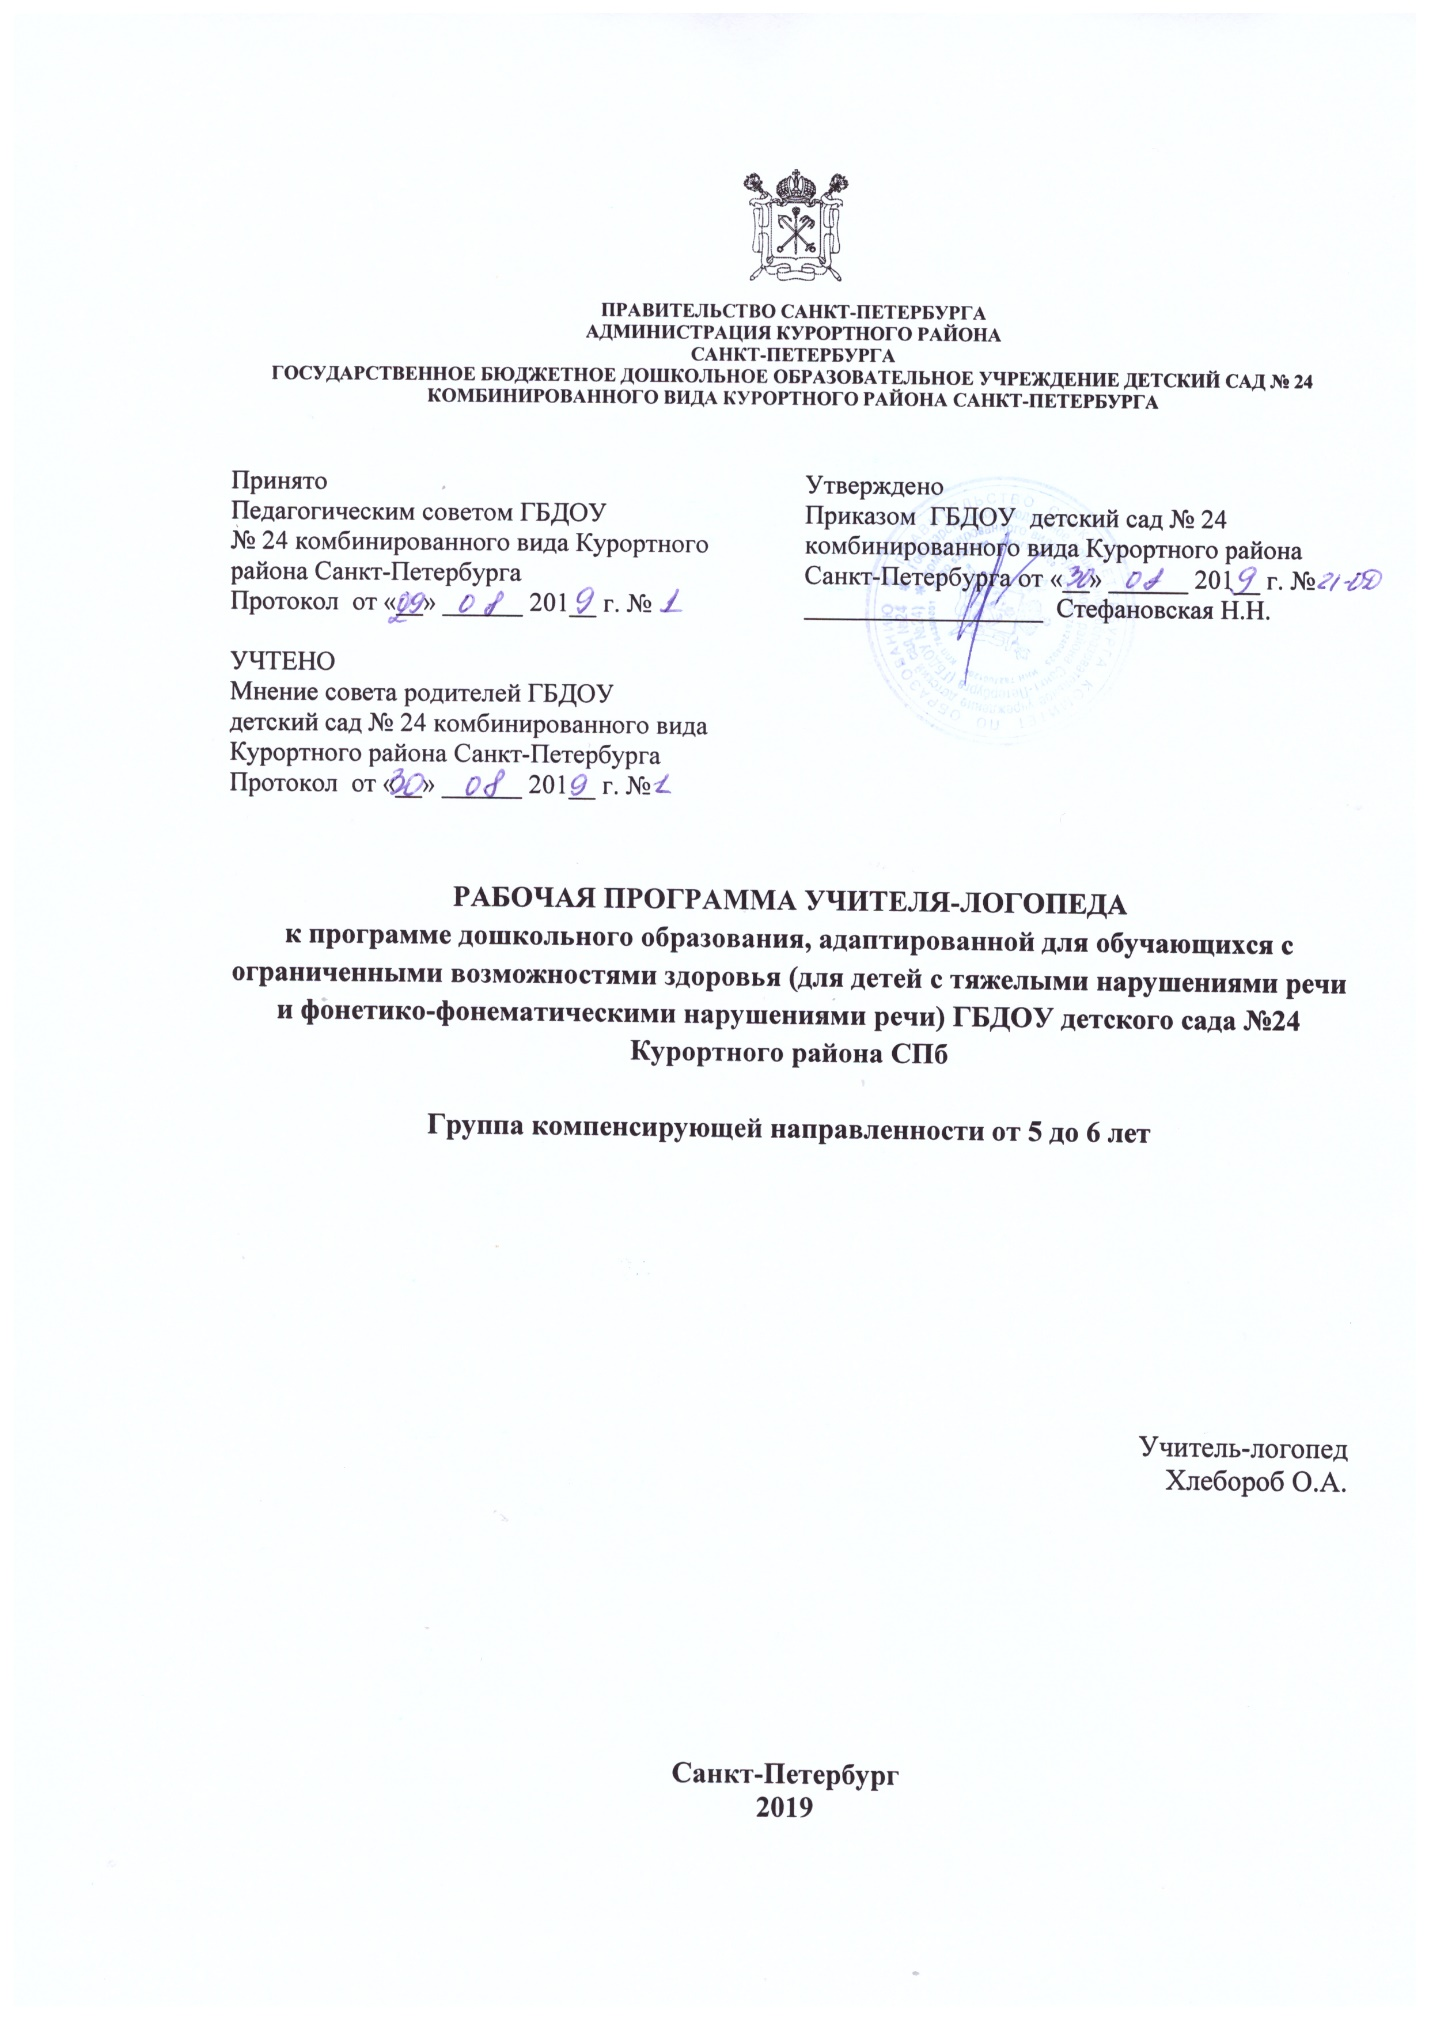 ПРАВИТЕЛЬСТВО САНКТ-ПЕТЕРБУРГА
АДМИНИСТРАЦИЯ КУРОРТНОГО РАЙОНА
САНКТ-ПЕТЕРБУРГА
ГОСУДАРСТВЕННОЕ БЮДЖЕТНОЕ ДОШКОЛЬНОЕ ОБРАЗОВАТЕЛЬНОЕ УЧРЕЖДЕНИЕ ДЕТСКИЙ САД № 24
КОМБИНИРОВАННОГО ВИДА КУРОРТНОГО РАЙОНА САНКТ-ПЕТЕРБУРГА
Принято
Педагогическим советом ГБДОУ
№ 24 комбинированного вида Курортного
района Санкт-Петербурга
Протокол от «» 08 2019 г. № 1
УЧТЕНО
Мнение совета родителей ГБДОУ
детский сад № 24 комбинированного вида
Курортного района Санкт-Петербурга
Протокол от «30» 08 2019 г. №1
Утверждено
Приказом ГБДОУ детский сад № 24
комбинированного вида Курортного района
Санкт-Петербурга от «30» 08 2019 г. №21-ОД
Стефановская Н.Н.
РАБОЧАЯ ПРОГРАММА УЧИТЕЛЯ-ЛОГОПЕДА
к программе дошкольного образования, адаптированной для обучающихся с
ограниченными возможностями здоровья (для детей с тяжелыми нарушениями речи
и фонетико-фонематическими нарушениями речи) ГБДОУ детского сада №24
Курортного района СПб
Группа компенсирующей направленности от 5 до 6 лет
Учитель-логопед
Хлебороб О.А.
Санкт-Петербург
2019